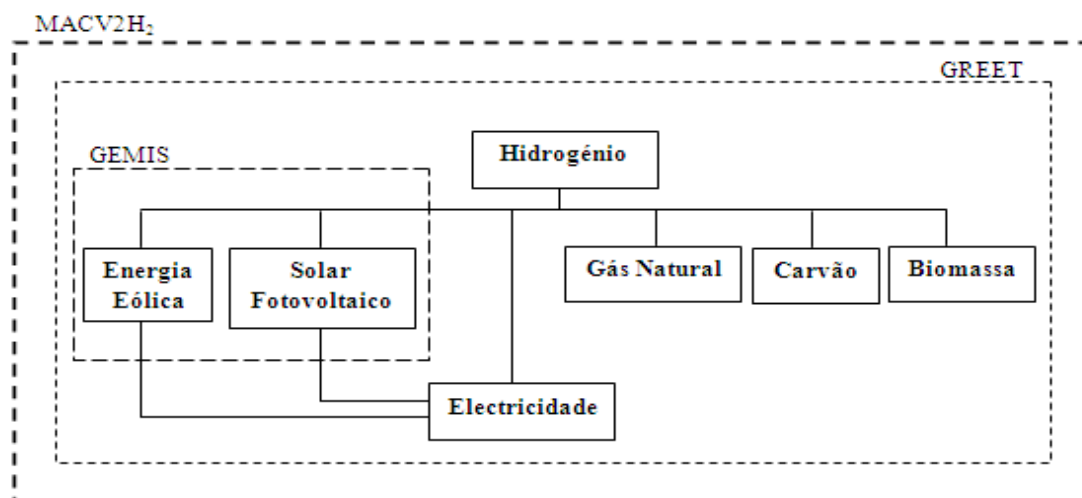 MACV2H₂
GREET
GEMIS
Hidrogénio
Energia
Eólica
Solar
Fotovoltaico
Gás Natural
Carvão
Biomassa
Electricidade